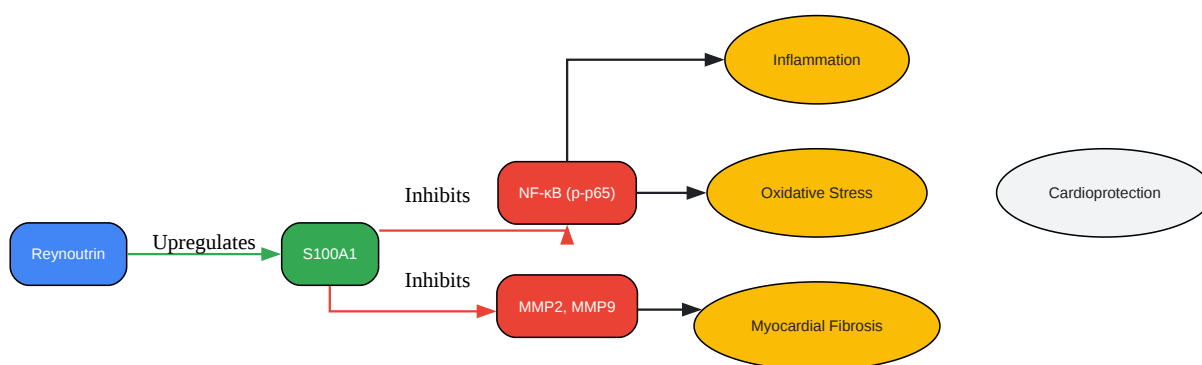 Inflammation
Inhibits
NF-κB (p-p65)
Oxidative Stress
Cardioprotection
Reynoutrin
Upregulates
S100A1
Inhibits
MMP2, MMP9
Myocardial Fibrosis